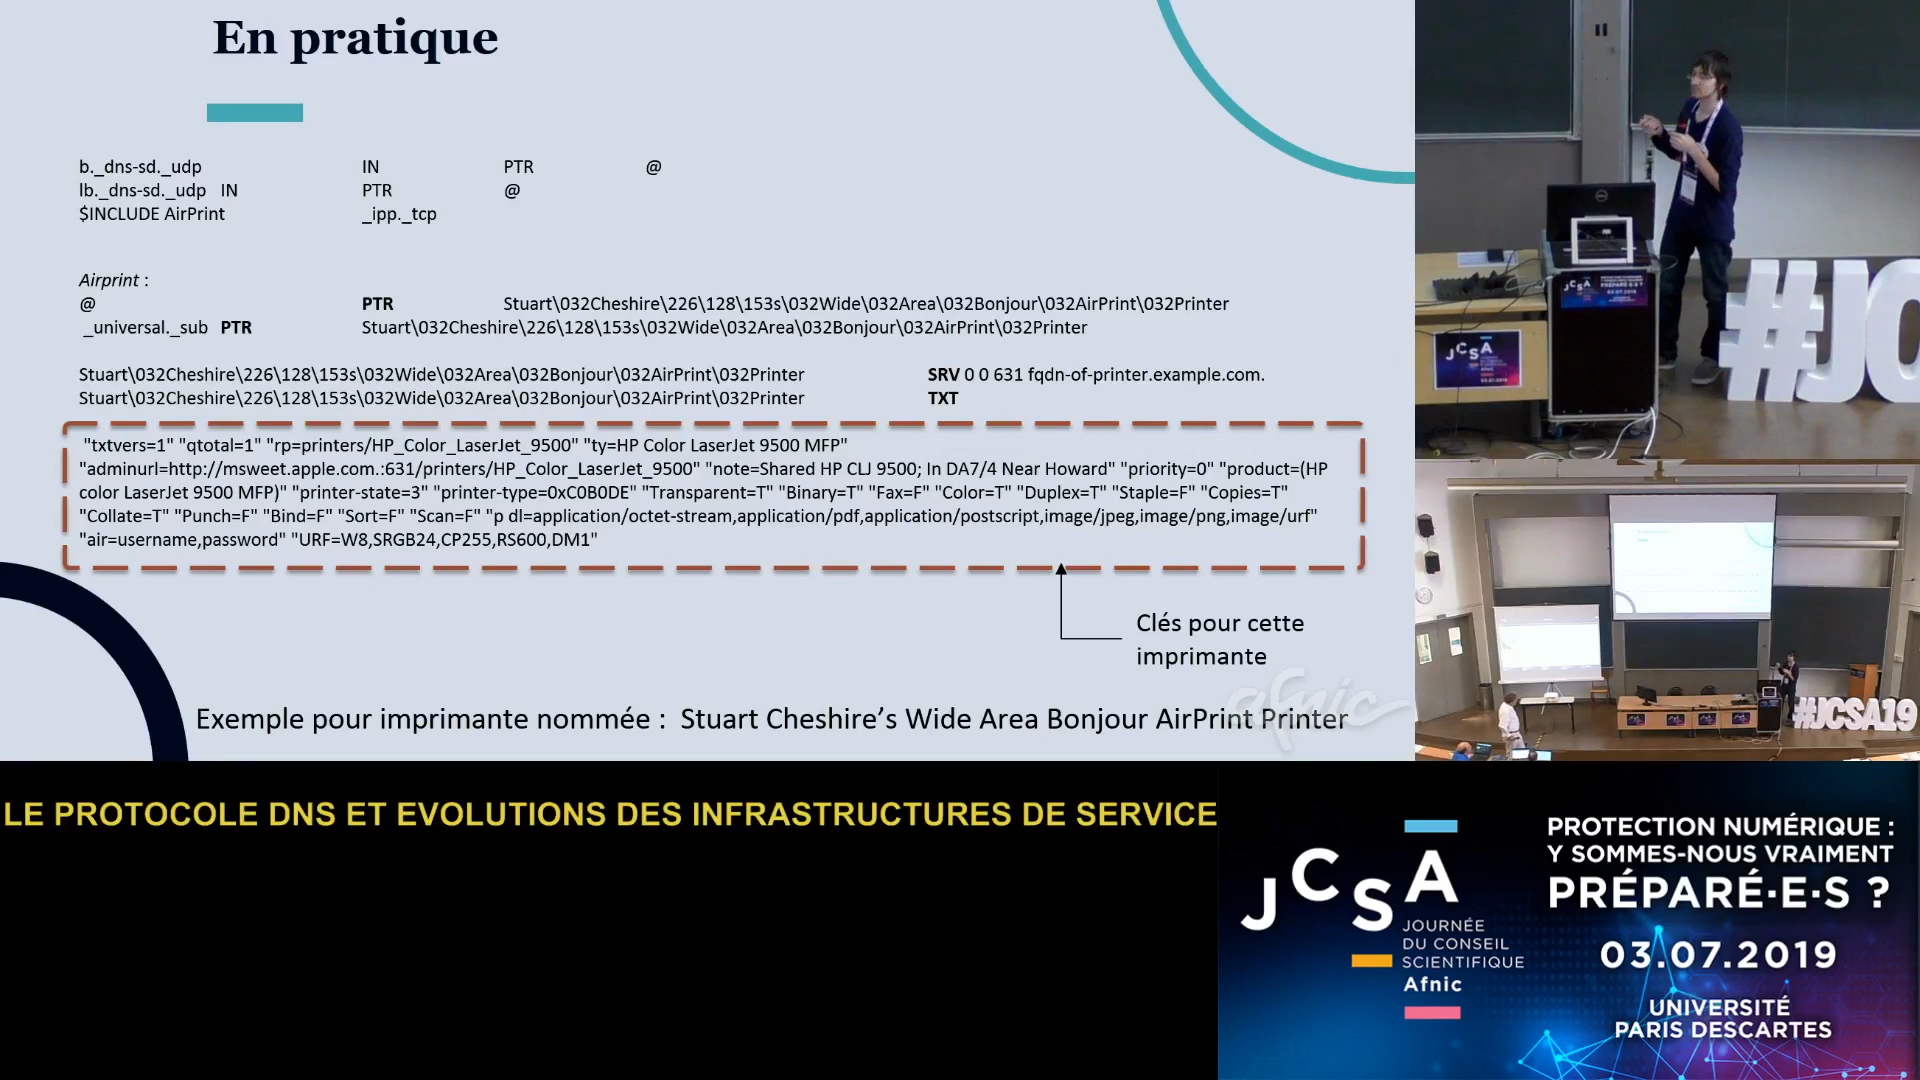 En pratique
b._dns-sd._udp IN PTR @
lb._dns-sd._udp IN PTR @
$INCLUDE AirPrint _ipp._tcp
Airprint :
@ PTR Stuart\032Cheshire\226\128\153s\032Wide\032Area\032Bonjour\032AirPrint\032Printer
_universal._sub PTR Stuart\032Cheshire\226\128\153s\032Wide\032Area\032Bonjour\032AirPrint\032Printer
Stuart\032Cheshire\226\128\153s\032Wide\032Area\032Bonjour\032AirPrint\032Printer SRV 0 0 631 fqdn-of-printer.example.com.
Stuart\032Cheshire\226\128\153s\032Wide\032Area\032Bonjour\032AirPrint\032Printer TXT
"txtvers=1" "qtotal=1" "rp=printers/HP_Color_LaserJet_9500" "ty=HP Color LaserJet 9500 MFP"
"adminurl=http://msweet.apple.com.:631/printers/HP_Color_LaserJet_9500" "note=Shared HP CLJ 9500; In DA7/4 Near Howard" "priority=0" "product=(HP
color LaserJet 9500 MFP)" "printer-state=3" "printer-type=0xC0B0DE" "Transparent=T" "Binary=T" "Fax=F" "Color=T" "Duplex=T" "Staple=F" "Copies=T"
"Collate=T" "Punch=F" "Bind=F" "Sort=F" "Scan=F" "p dl=application/octet-stream,application/pdf,application/postscript,image/jpeg,image/png,image/urf"
"air=username,password" "URF=W8,SRGB24,CP255,RS600,DM1"
Clés pour cette
imprimante
Exemple pour imprimante nommée : Stuart Cheshire’s Wide Area Bonjour AirPrint Printer
afnic
DELL
JCSA
03.07.2019
JCSA
#JC
#JCSA19
LE PROTOCOLE DNS ET EVOLUTIONS DES INFRASTRUCTURES DE SERVICE
JCSA
JOURNÉE
DU CONSEIL
SCIENTIFIQUE
Afnic
PROTECTION NUMÉRIQUE :
Y SOMMES-NOUS VRAIMENT
PRÉPARÉ·E·S ?
03.07.2019
UNIVERSITÉ
PARIS DESCARTES